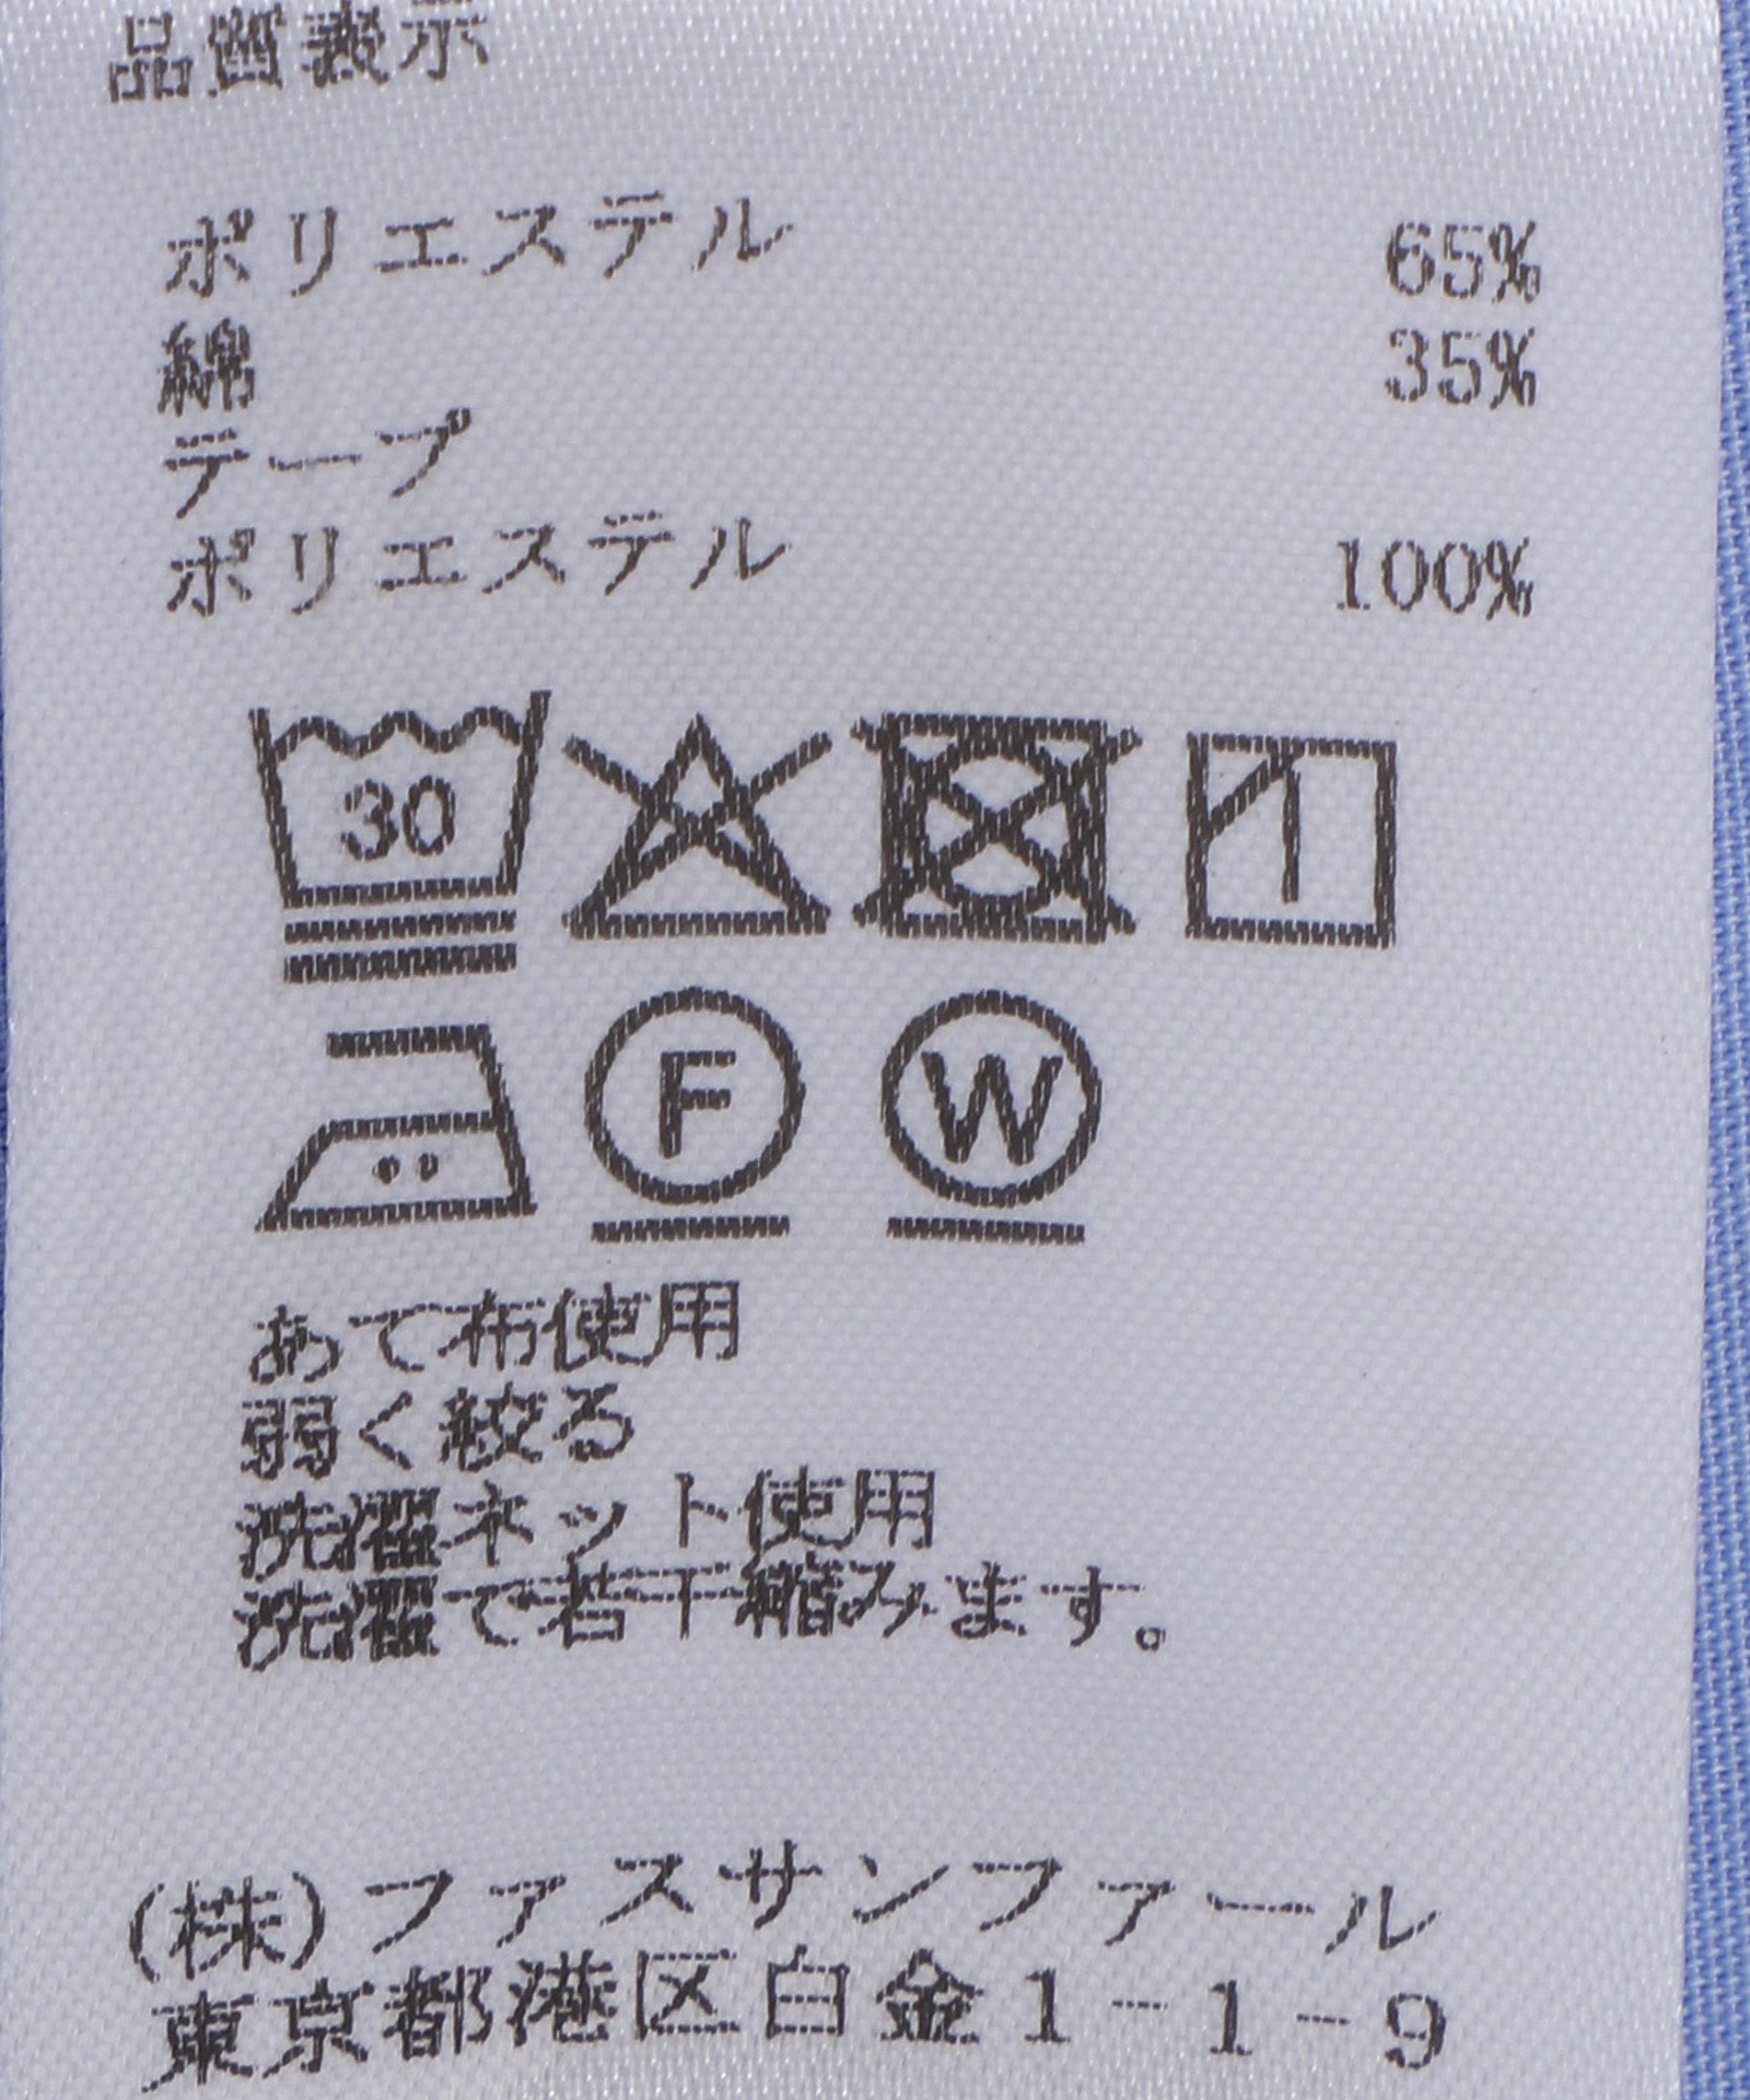 品質表示
ポリエステル 65%
綿 35%
テープ
ポリエステル 100%
30
F W
あて布使用
弱く絞る
洗濯ネット使用
洗濯で若干縮みます。
(株)ファスサンファール
東京都港区白金1-1-9